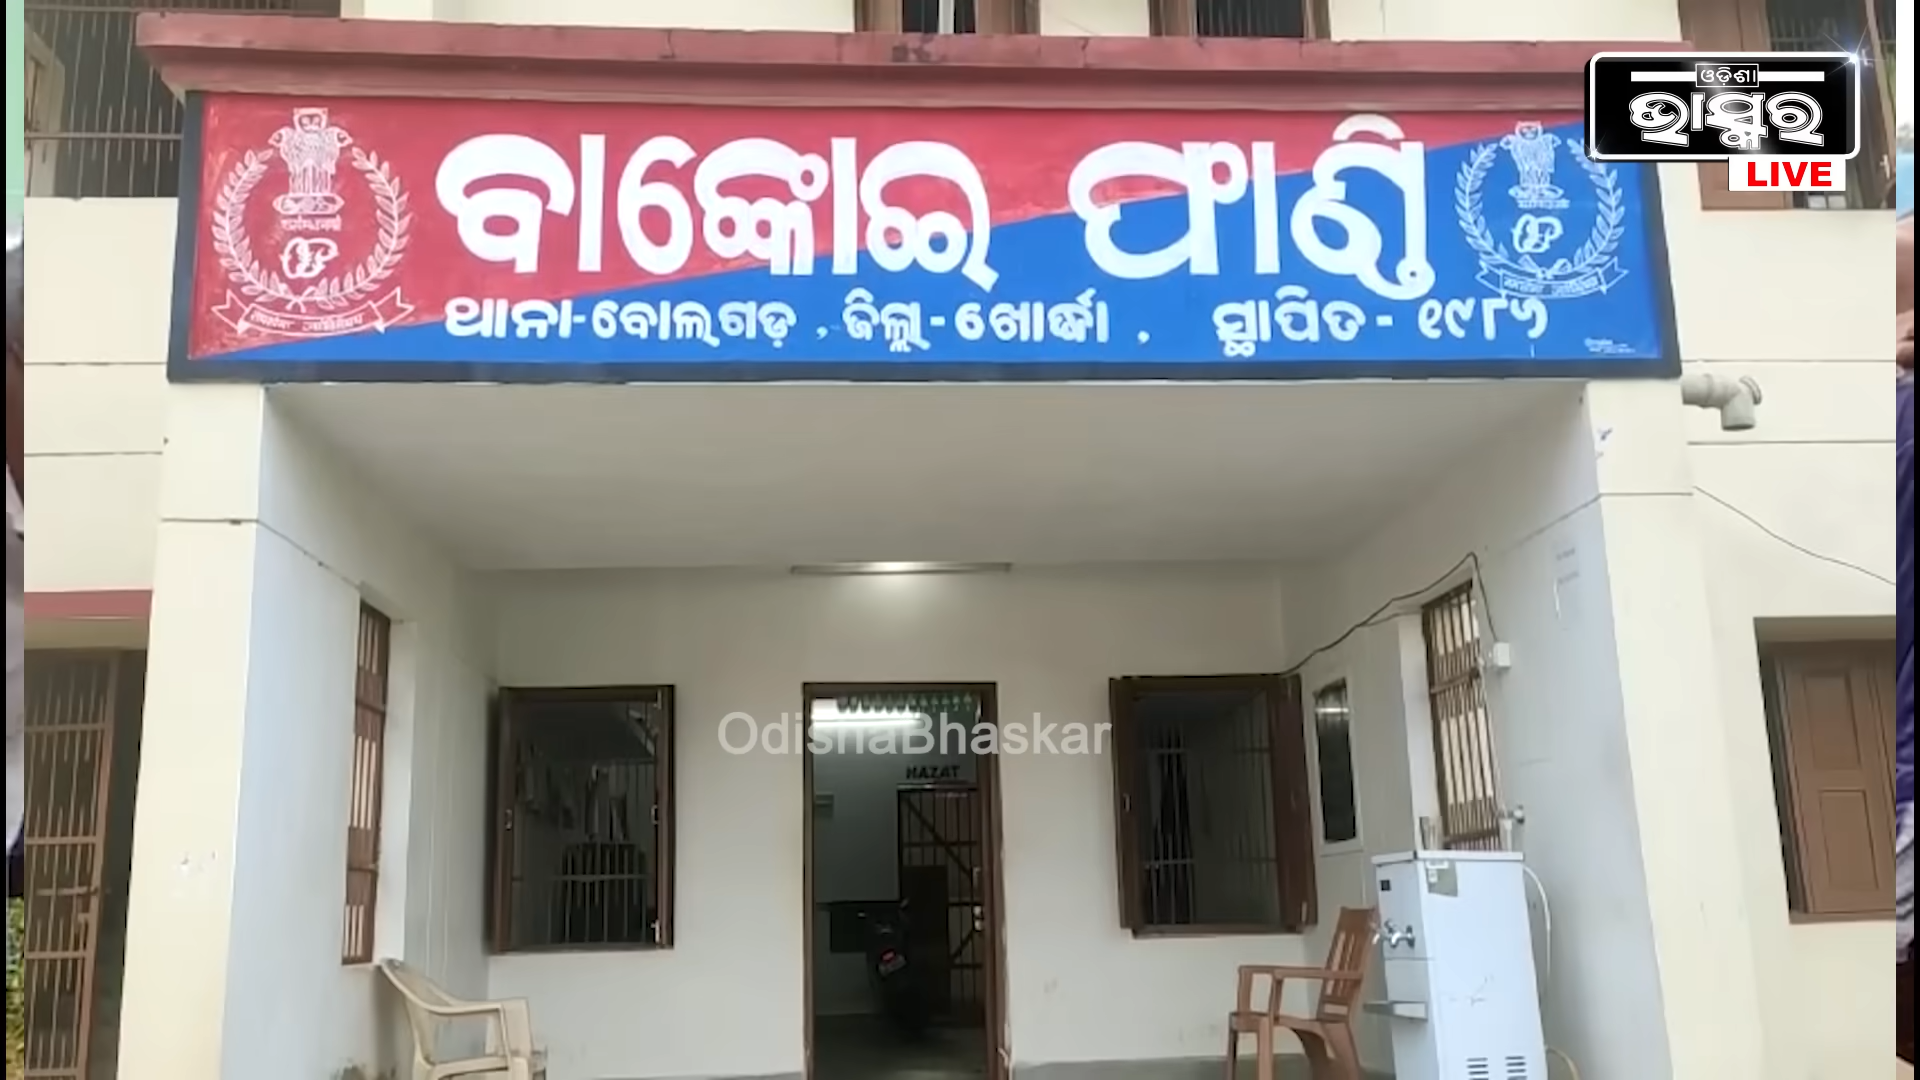 ଓଡ଼ିଶା
ଭାସ୍କର
LIVE
ବାଙ୍କୋଇ ଫାଣ୍ଡି
ଥାନା-ବୋଲଗଡ଼ , ଜିଲ୍ଲା - ଖୋର୍ଦ୍ଧା , ସ୍ଥାପିତ - ୧୯୮୬
OdishaBhaskar
HAZAT